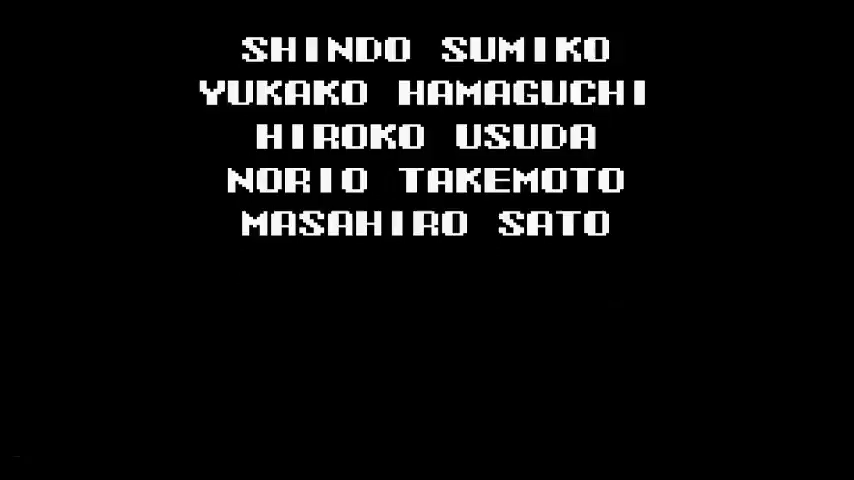 SHINDO SUMIKO
YUKAKO HAMAGUCHI
HIROKO USUDA
NORIO TAKEMOTO
MASAHIRO SATO